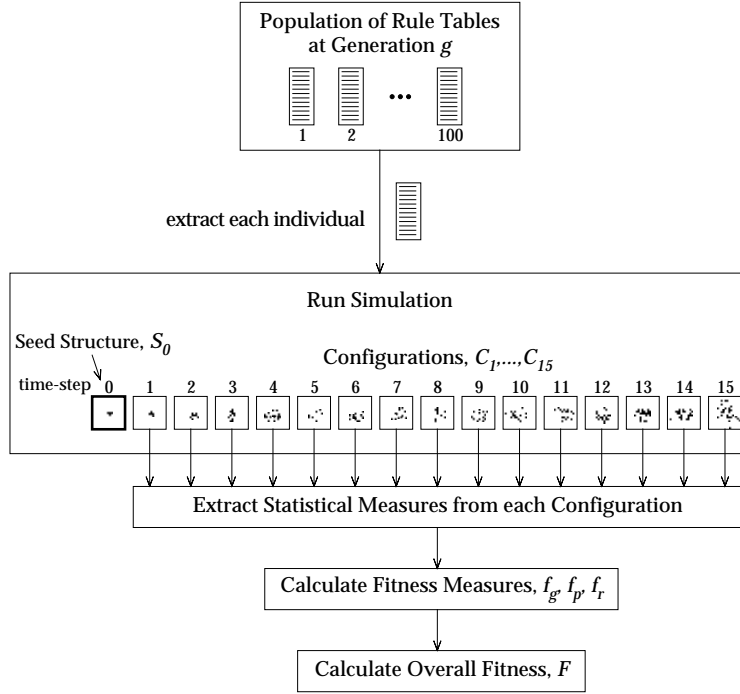 Population of Rule Tables
at Generation g
1 2 ... 100
extract each individual
Run Simulation
Seed Structure, S0
Configurations, C1,...,C15
time-step 0 1 2 3 4 5 6 7 8 9 10 11 12 13 14 15
Extract Statistical Measures from each Configuration
Calculate Fitness Measures, fg, fp, fr
Calculate Overall Fitness, F